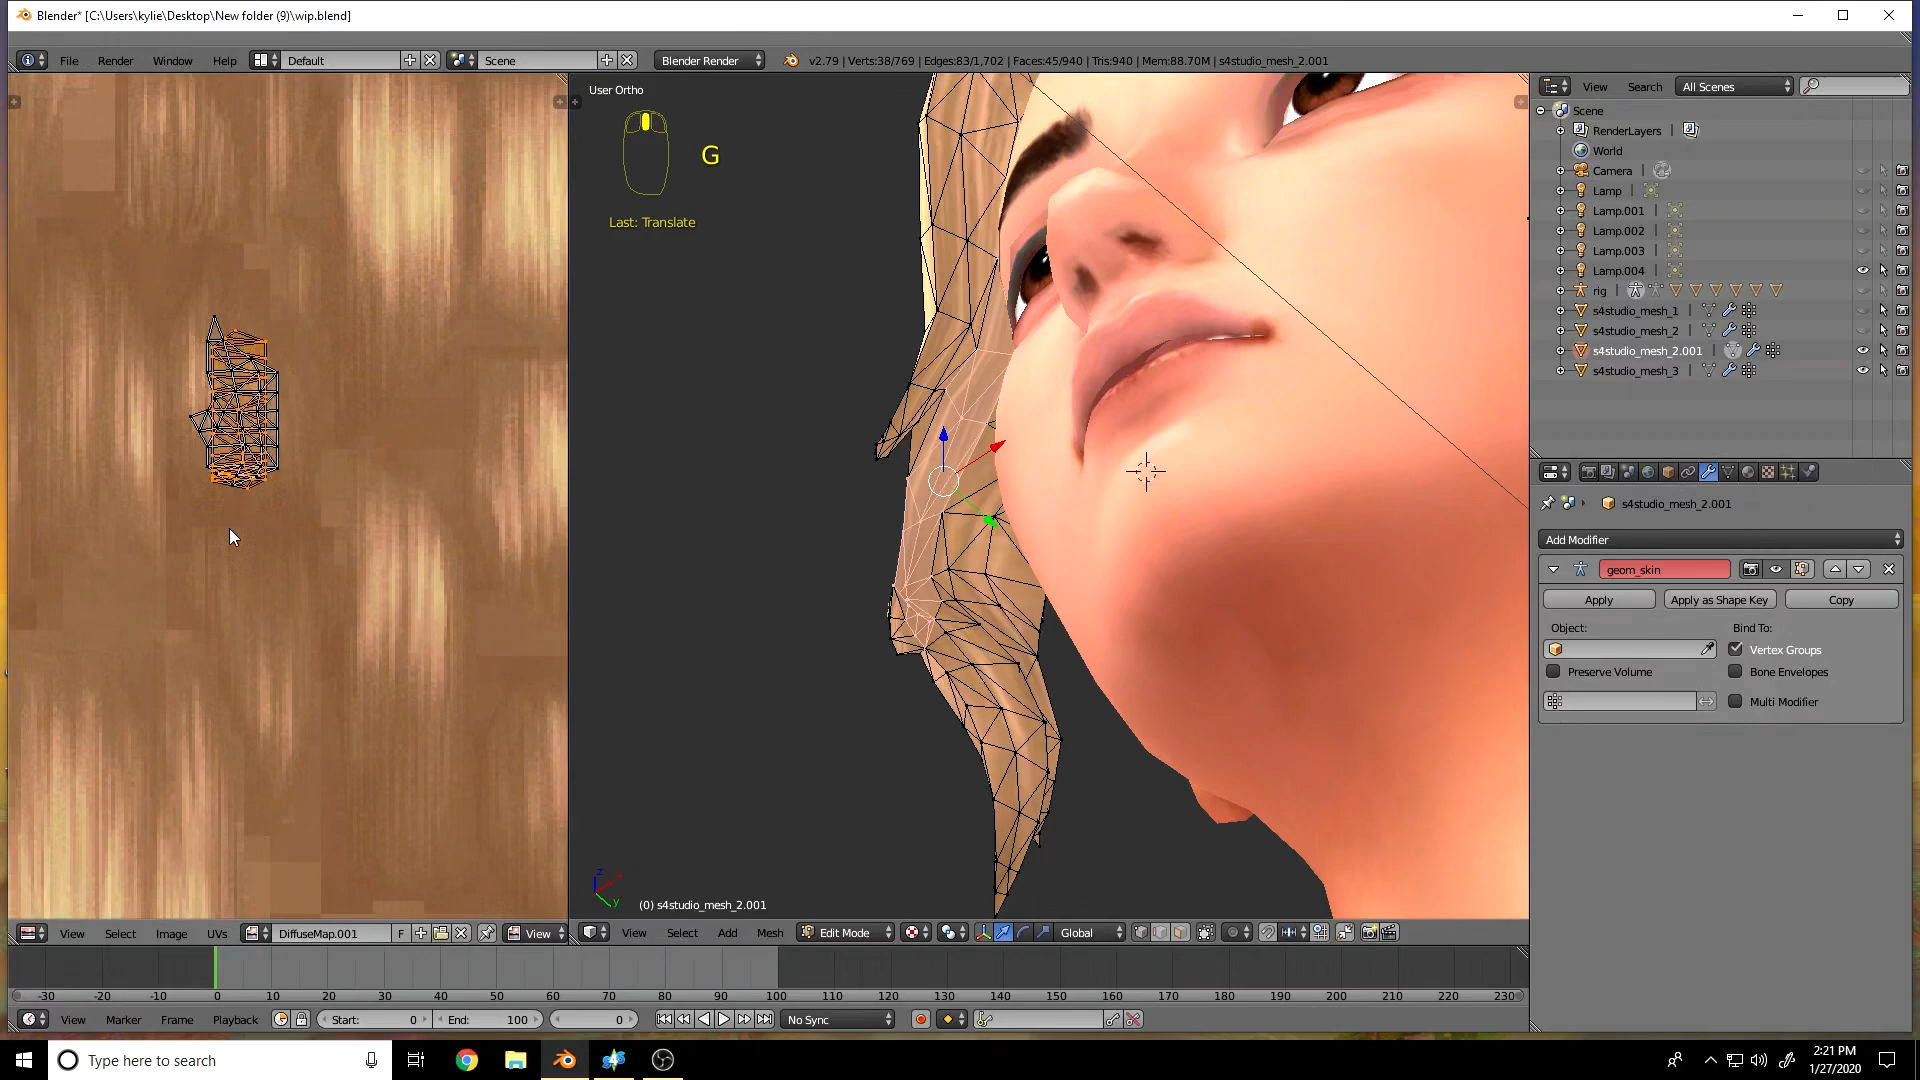 Blender* [C:\Users\kylie\Desktop\New folder (9)\wip.blend]
File Render Window Help Default Scene Blender Render v2.79 | Verts:38/769 | Edges:83/1,702 | Faces:45/940 | Tris:940 | Mem:88.70M | s4studio_mesh_2.001
User Ortho
G
Last: Translate
(0) s4studio_mesh_2.001
View Search All Scenes
Scene
RenderLayers
World
Camera
Lamp
Lamp.001
Lamp.002
Lamp.003
Lamp.004
rig
s4studio_mesh_1
s4studio_mesh_2
s4studio_mesh_2.001
s4studio_mesh_3
s4studio_mesh_2.001
Add Modifier
geom_skin
Apply Apply as Shape Key Copy
Object: Bind To:
Vertex Groups
Preserve Volume Bone Envelopes
Multi Modifier
View Select Image UVs DiffuseMap.001 F View
View Select Add Mesh Edit Mode Global
-30 -20 -10 0 10 20 30 40 50 60 70 80 90 100 110 120 130 140 150 160 170 180 190 200 210 220 230
View Marker Frame Playback Start: 0 End: 100 0 No Sync
Type here to search
2:21 PM
1/27/2020